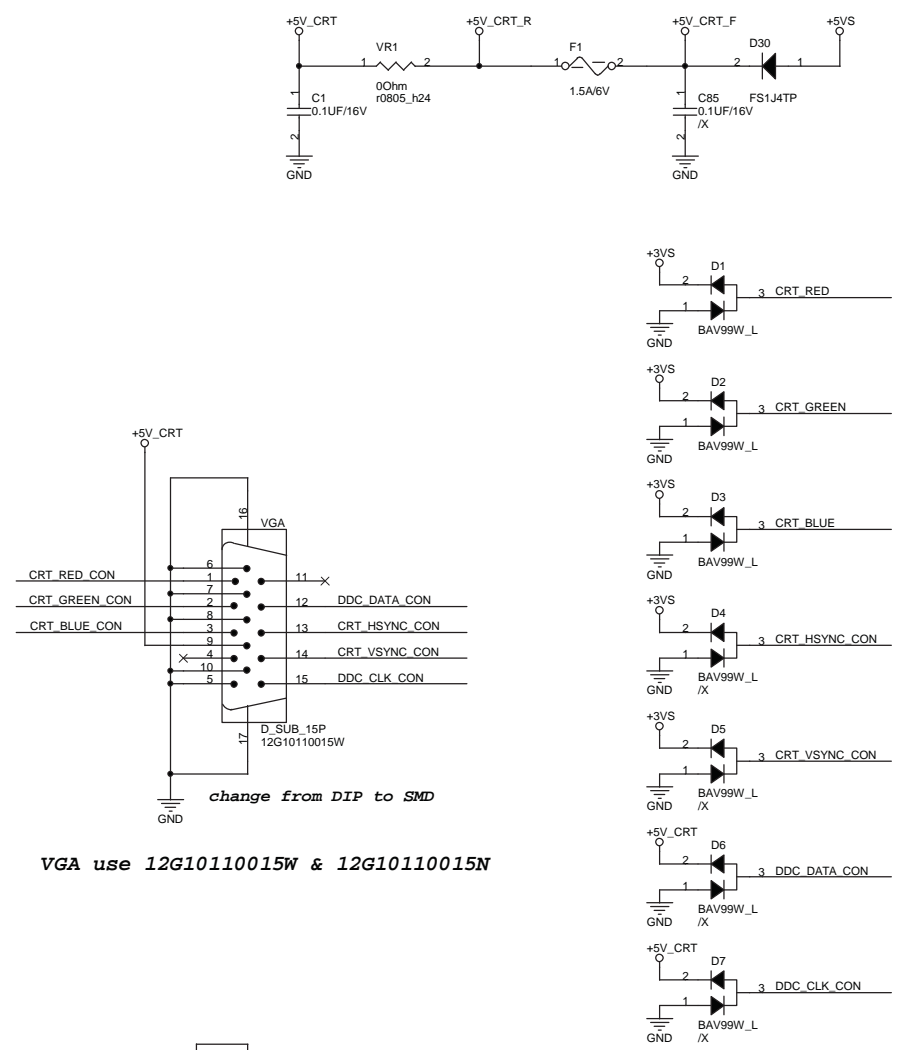 +5V_CRT
+5V_CRT_R
+5V_CRT_F
+5VS
VR1
F1
D30
1
2
1
2
2
1
0Ohm
r0805_h24
1.5A/6V
FS1J4TP
1
C1
0.1UF/16V
2
GND
1
C85
0.1UF/16V
/X
2
GND
+3VS
D1
2
3 CRT_RED
1
BAV99W_L
GND
+3VS
D2
2
3 CRT_GREEN
1
BAV99W_L
GND
+3VS
D3
2
3 CRT_BLUE
1
BAV99W_L
GND
+3VS
D4
2
3 CRT_HSYNC_CON
1
BAV99W_L
/X
GND
+3VS
D5
2
3 CRT_VSYNC_CON
1
BAV99W_L
/X
GND
+5V_CRT
D6
2
3 DDC_DATA_CON
1
BAV99W_L
/X
GND
+5V_CRT
D7
2
3 DDC_CLK_CON
1
BAV99W_L
/X
GND
+5V_CRT
16
VGA
6
CRT_RED_CON 1
11
7
CRT_GREEN_CON 2
12 DDC_DATA_CON
8
CRT_BLUE_CON 3
13 CRT_HSYNC_CON
9
4
14 CRT_VSYNC_CON
10
5
15 DDC_CLK_CON
17
D_SUB_15P
12G10110015W
GND
change from DIP to SMD
VGA use 12G10110015W & 12G10110015N